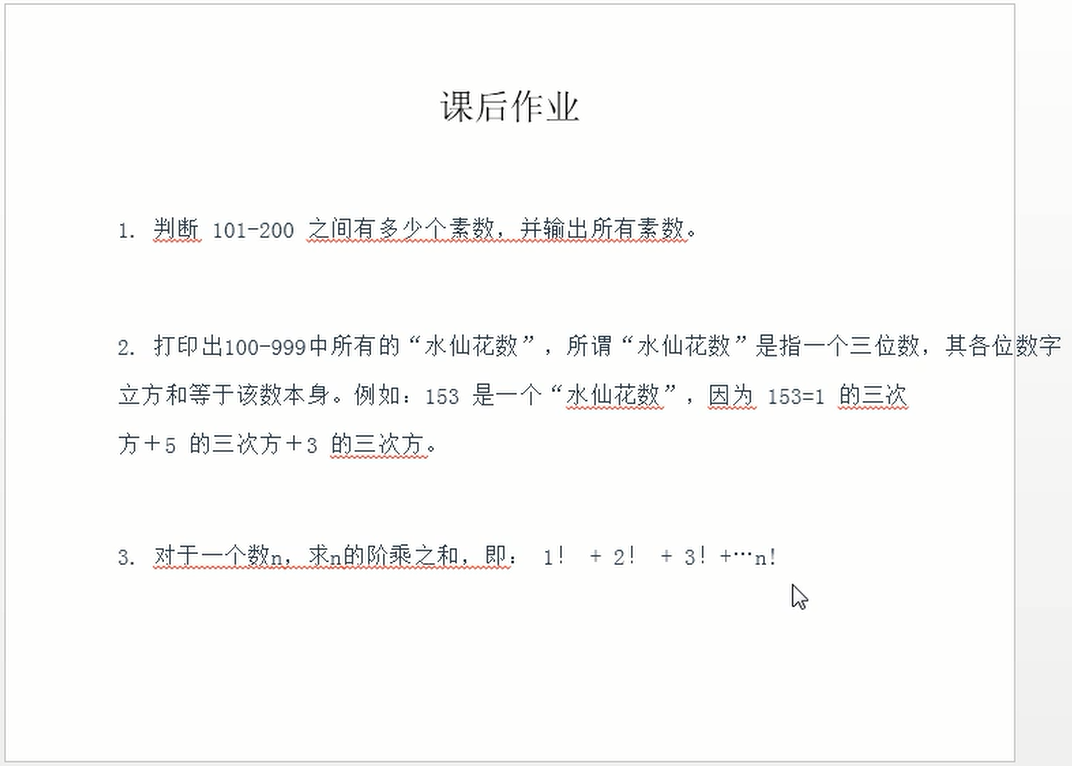 课后作业
1. 判断 101-200 之间有多少个素数，并输出所有素数。
2. 打印出100-999中所有的“水仙花数”，所谓“水仙花数”是指一个三位数，其各位数字
立方和等于该数本身。例如：153 是一个“水仙花数”，因为 153=1 的三次
方＋5 的三次方＋3 的三次方。
3. 对于一个数n，求n的阶乘之和，即： 1！ + 2！ + 3！+…n!